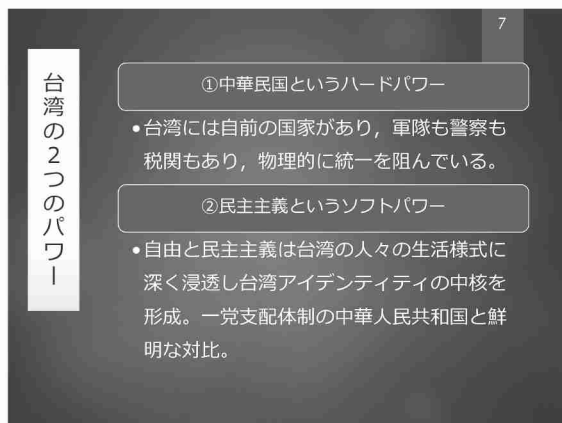 7
台湾の2つのパワー
①中華民国というハードパワー
•台湾には自前の国家があり，軍隊も警察も
税関もあり，物理的に統一を阻んでいる。
②民主主義というソフトパワー
•自由と民主主義は台湾の人々の生活様式に
深く浸透し台湾アイデンティティの中核を
形成。一党支配体制の中華人民共和国と鮮
明な対比。